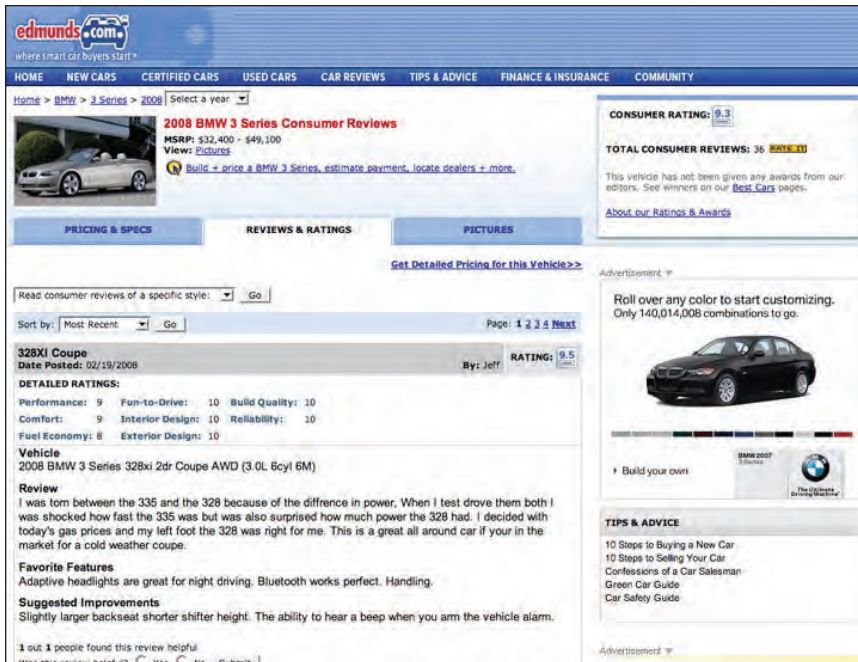 edmunds.com
where smart car buyers start
HOME NEW CARS CERTIFIED CARS USED CARS CAR REVIEWS TIPS & ADVICE FINANCE & INSURANCE COMMUNITY
Home > BMW > 3 Series > 2008 Select a year
2008 BMW 3 Series Consumer Reviews
MSRP: $32,400 - $49,100
View: Pictures
Build + price a BMW 3 Series, estimate payment, locate dealers + more.
CONSUMER RATING: 9.3
TOTAL CONSUMER REVIEWS: 36 RATE IT
This vehicle has not been given any awards from our
editors. See winners on our Best Cars pages.
About our Ratings & Awards
PRICING & SPECS REVIEWS & RATINGS PICTURES
Get Detailed Pricing for this Vehicle>>
Read consumer reviews of a specific style: Go
Sort by: Most Recent Go Page: 1 2 3 4 Next
328XI Coupe
Date Posted: 02/19/2008 By: Jeff RATING: 9.5
DETAILED RATINGS:
Performance: 9 Fun-to-Drive: 10 Build Quality: 10
Comfort: 9 Interior Design: 10 Reliability: 10
Fuel Economy: 8 Exterior Design: 10
Vehicle
2008 BMW 3 Series 328xi 2dr Coupe AWD (3.0L 6cyl 6M)
Review
I was torn between the 335 and the 328 because of the diffrence in power, When I test drove them both I
was shocked how fast the 335 was but was also surprised how much power the 328 had. I decided with
today's gas prices and my left foot the 328 was right for me. This is a great all around car if your in the
market for a cold weather coupe.
Favorite Features
Adaptive headlights are great for night driving. Bluetooth works perfect. Handling.
Suggested Improvements
Slightly larger backseat shorter shifter height. The ability to hear a beep when you arm the vehicle alarm.
1 out 1 people found this review helpful
Was this review helpful? Yes No Submit
Advertisement
Roll over any color to start customizing.
Only 140,014,008 combinations to go.
Build your own
BMW 2007
3 Series
The Ultimate
Driving Machine
TIPS & ADVICE
10 Steps to Buying a New Car
10 Steps to Selling Your Car
Confessions of a Car Salesman
Green Car Guide
Car Safety Guide
Advertisement